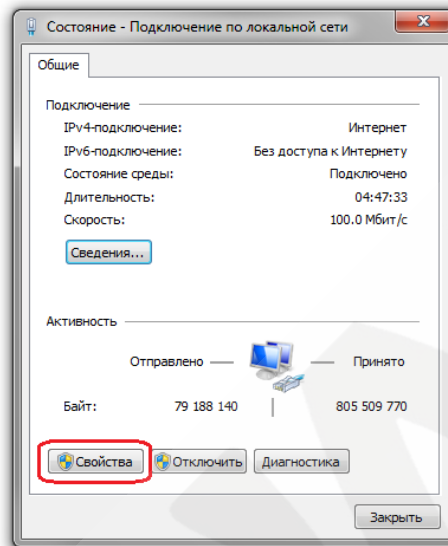 Состояние - Подключение по локальной сети
Общие
Подключение
IPv4-подключение: Интернет
IPv6-подключение: Без доступа к Интернету
Состояние среды: Подключено
Длительность: 04:47:33
Скорость: 100.0 Мбит/с
Сведения...
Активность
Отправлено — — Принято
Байт: 79 188 140 | 805 509 770
Свойства Отключить Диагностика
Закрыть